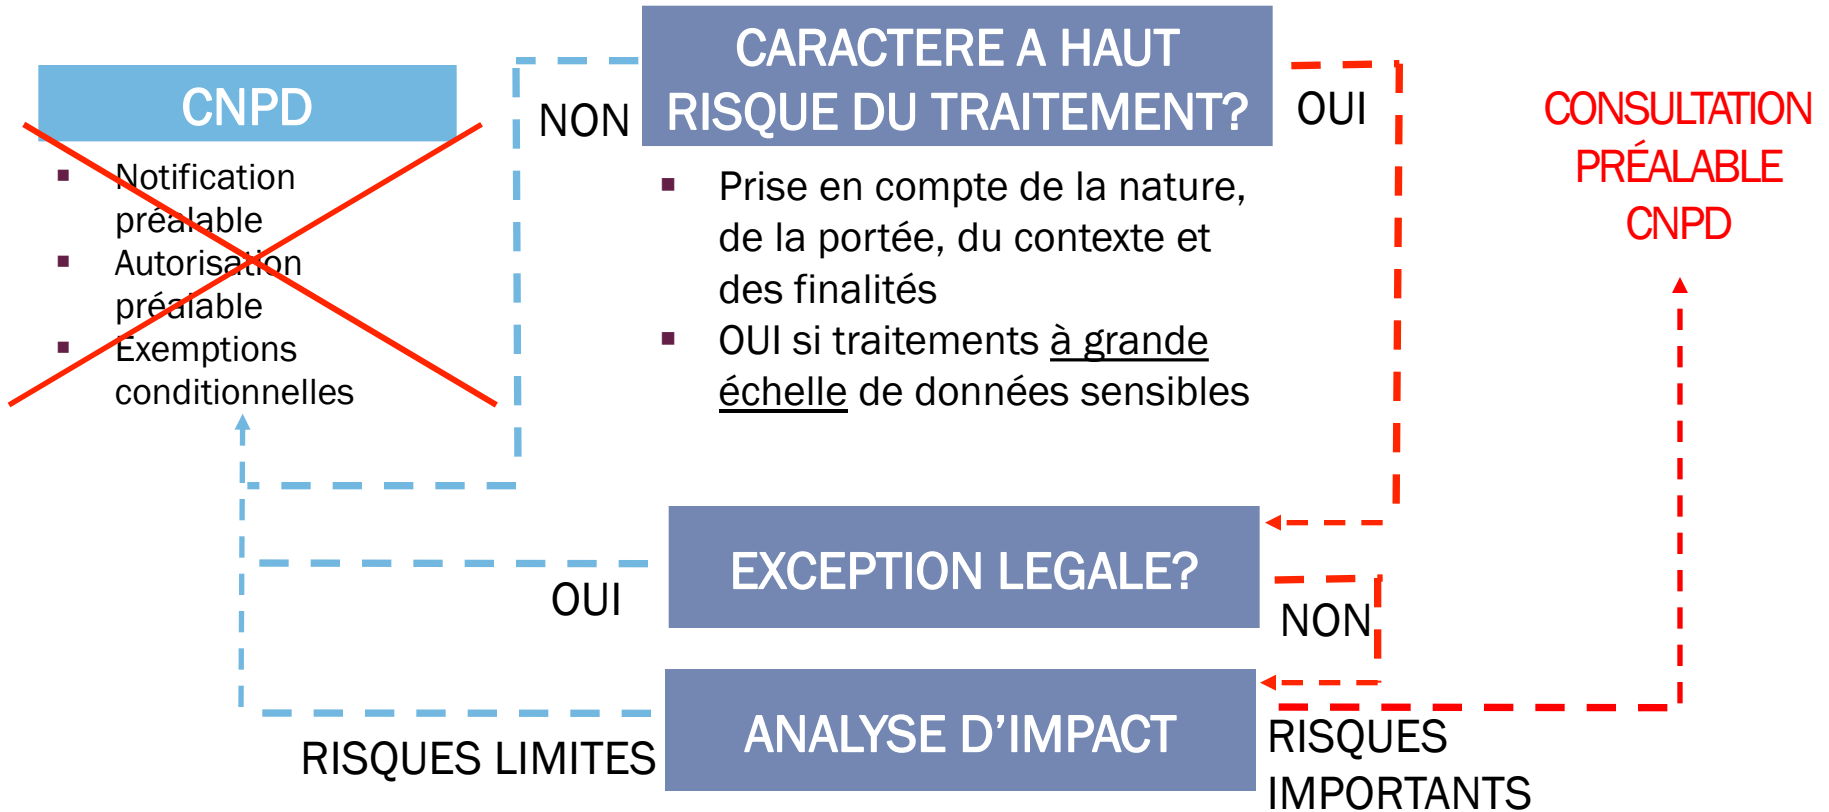 CNPD
Notification
préalable
Autorisation
préalable
Exemptions
conditionnelles
NON
CARACTERE A HAUT
RISQUE DU TRAITEMENT?
OUI
Prise en compte de la nature,
de la portée, du contexte et
des finalités
OUI si traitements à grande
échelle de données sensibles
CONSULTATION
PRÉALABLE
CNPD
EXCEPTION LEGALE?
OUI
NON
ANALYSE D’IMPACT
RISQUES LIMITES
RISQUES
IMPORTANTS